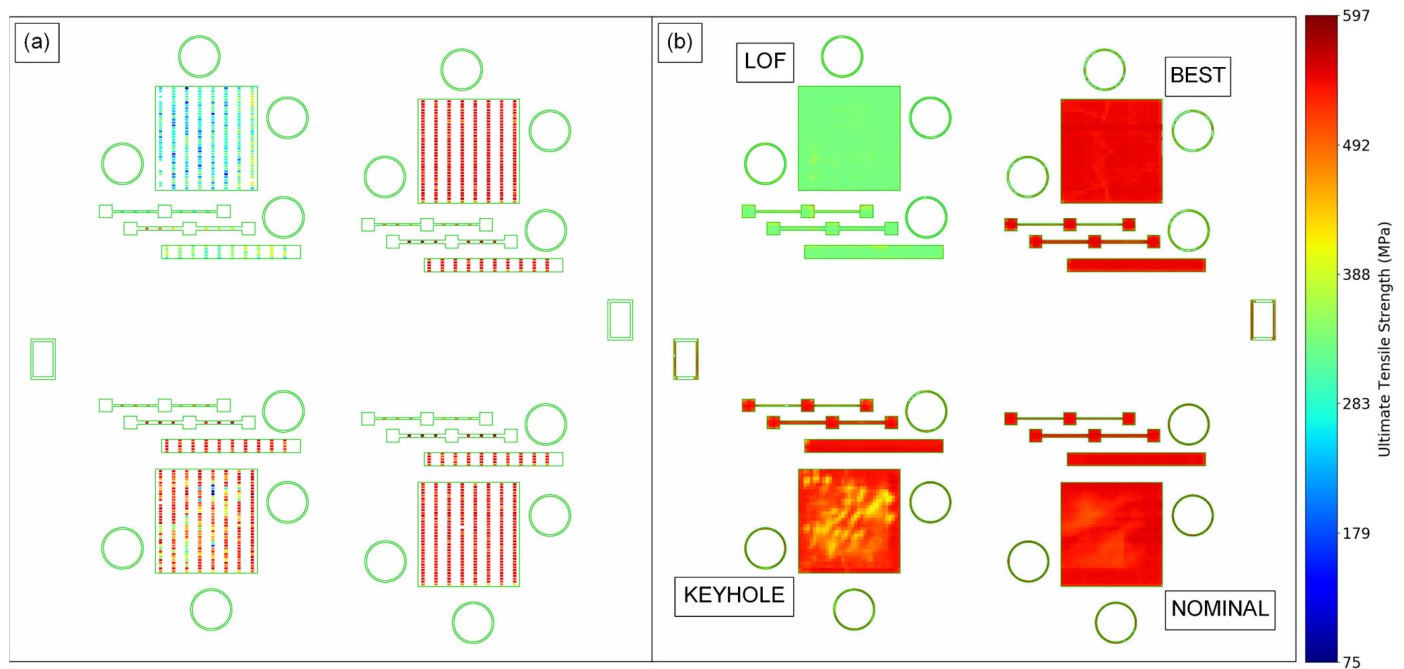 (a)
(b)
LOF
BEST
KEYHOLE
NOMINAL
597
492
388
283
179
75
Ultimate Tensile Strength (MPa)